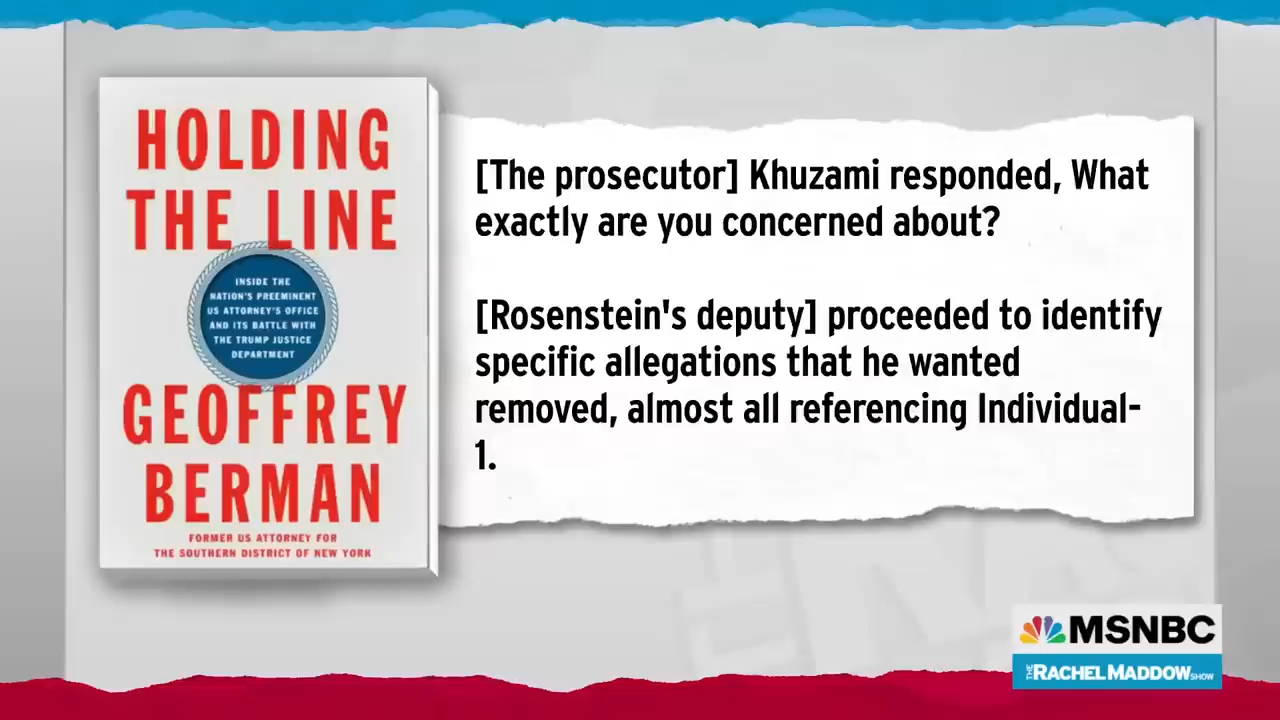 HOLDING
THE LINE
INSIDE THE
NATION'S PREEMINENT
US ATTORNEY'S OFFICE
AND ITS BATTLE WITH
THE TRUMP JUSTICE
DEPARTMENT
GEOFFREY
BERMAN
FORMER US ATTORNEY FOR
THE SOUTHERN DISTRICT OF NEW YORK
[The prosecutor] Khuzami responded, What
exactly are you concerned about?
[Rosenstein's deputy] proceeded to identify
specific allegations that he wanted
removed, almost all referencing Individual-
1.
MSNBC
THE RACHEL MADDOW SHOW